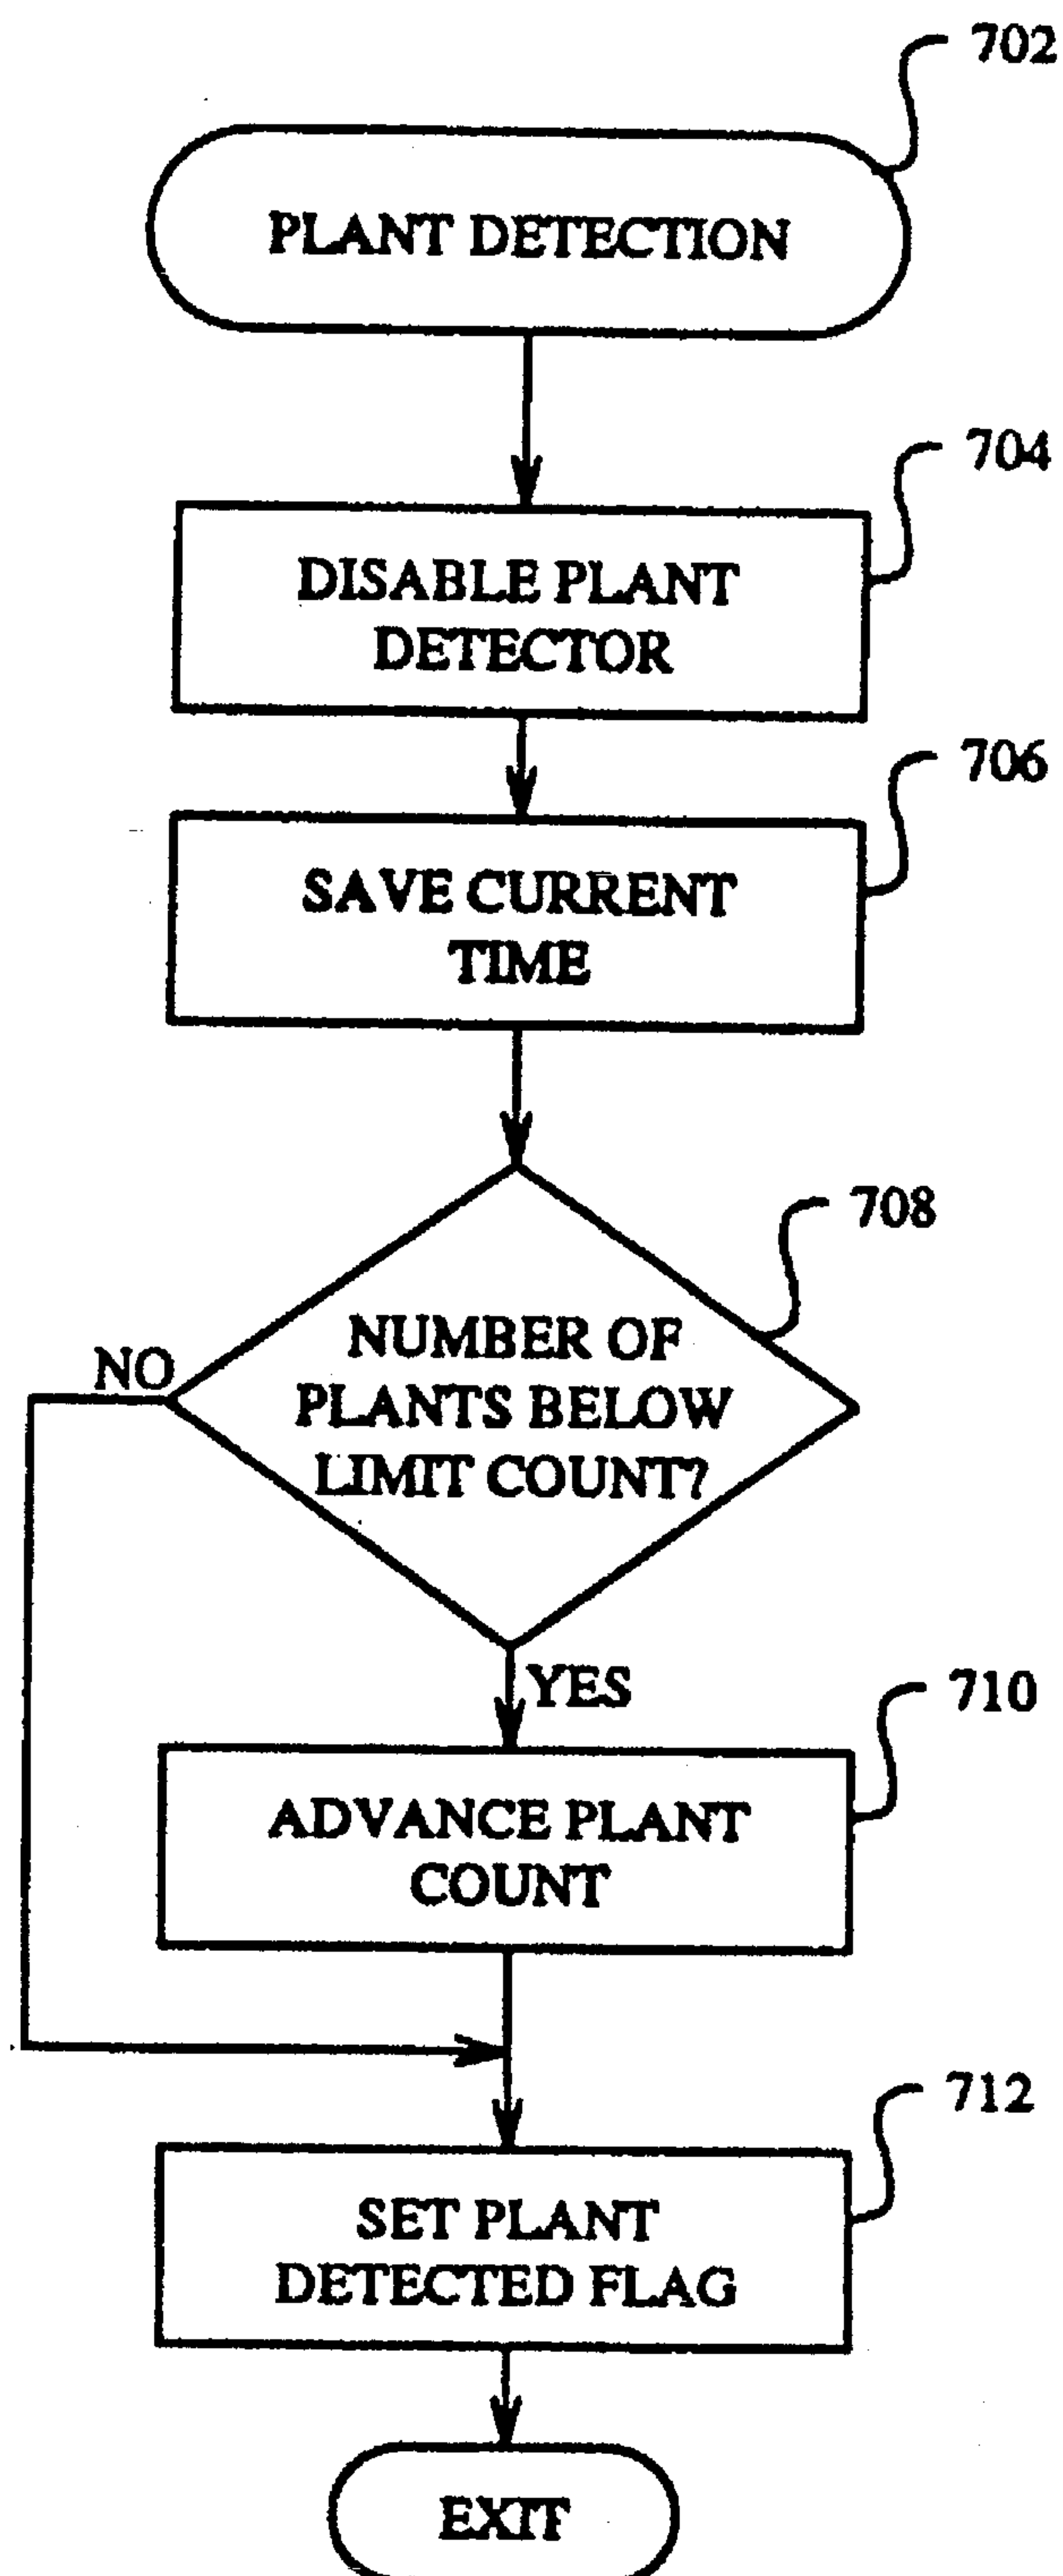 702
PLANT DETECTION
704
DISABLE PLANT
DETECTOR
706
SAVE CURRENT
TIME
708
NUMBER OF
PLANTS BELOW
LIMIT COUNT?
NO
YES
710
ADVANCE PLANT
COUNT
712
SET PLANT
DETECTED FLAG
EXIT